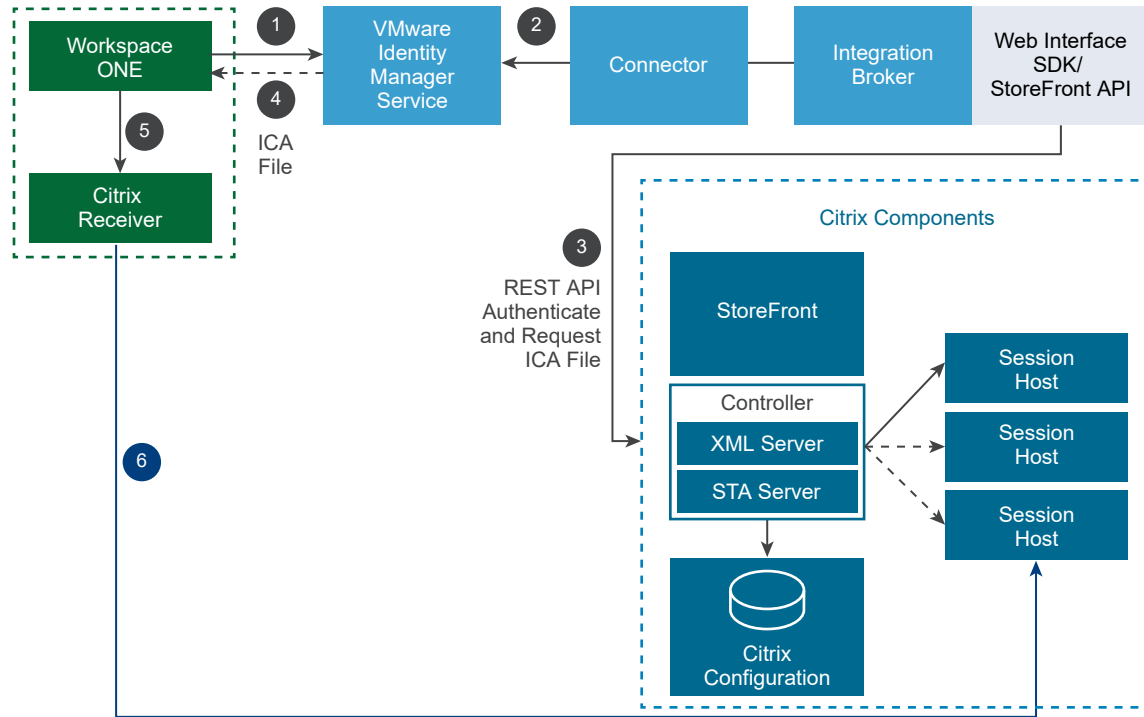 Workspace
ONE
1
VMware
Identity
Manager
Service
2
Connector
Integration
Broker
Web Interface
SDK/
StoreFront API
4
ICA
File
5
Citrix
Receiver
3
REST API
Authenticate
and Request
ICA File
Citrix Components
StoreFront
Controller
XML Server
STA Server
Session
Host
Session
Host
Session
Host
6
Citrix
Configuration